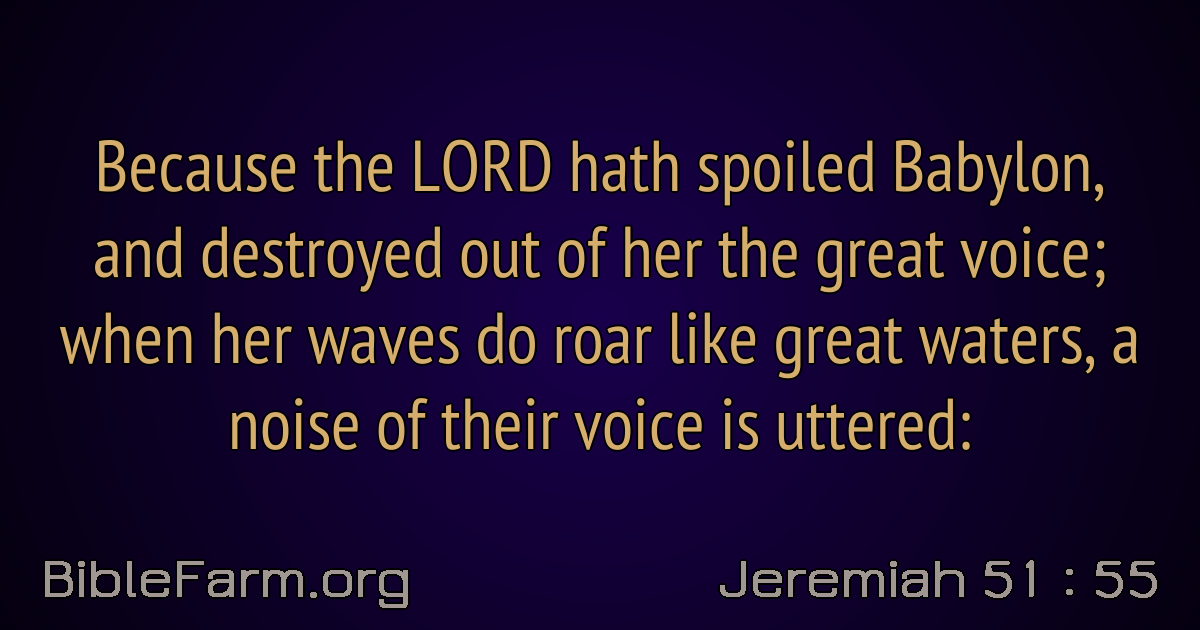 Because the LORD hath spoiled Babylon,
and destroyed out of her the great voice;
when her waves do roar like great waters, a
noise of their voice is uttered:
BibleFarm.org
Jeremiah 51 : 55